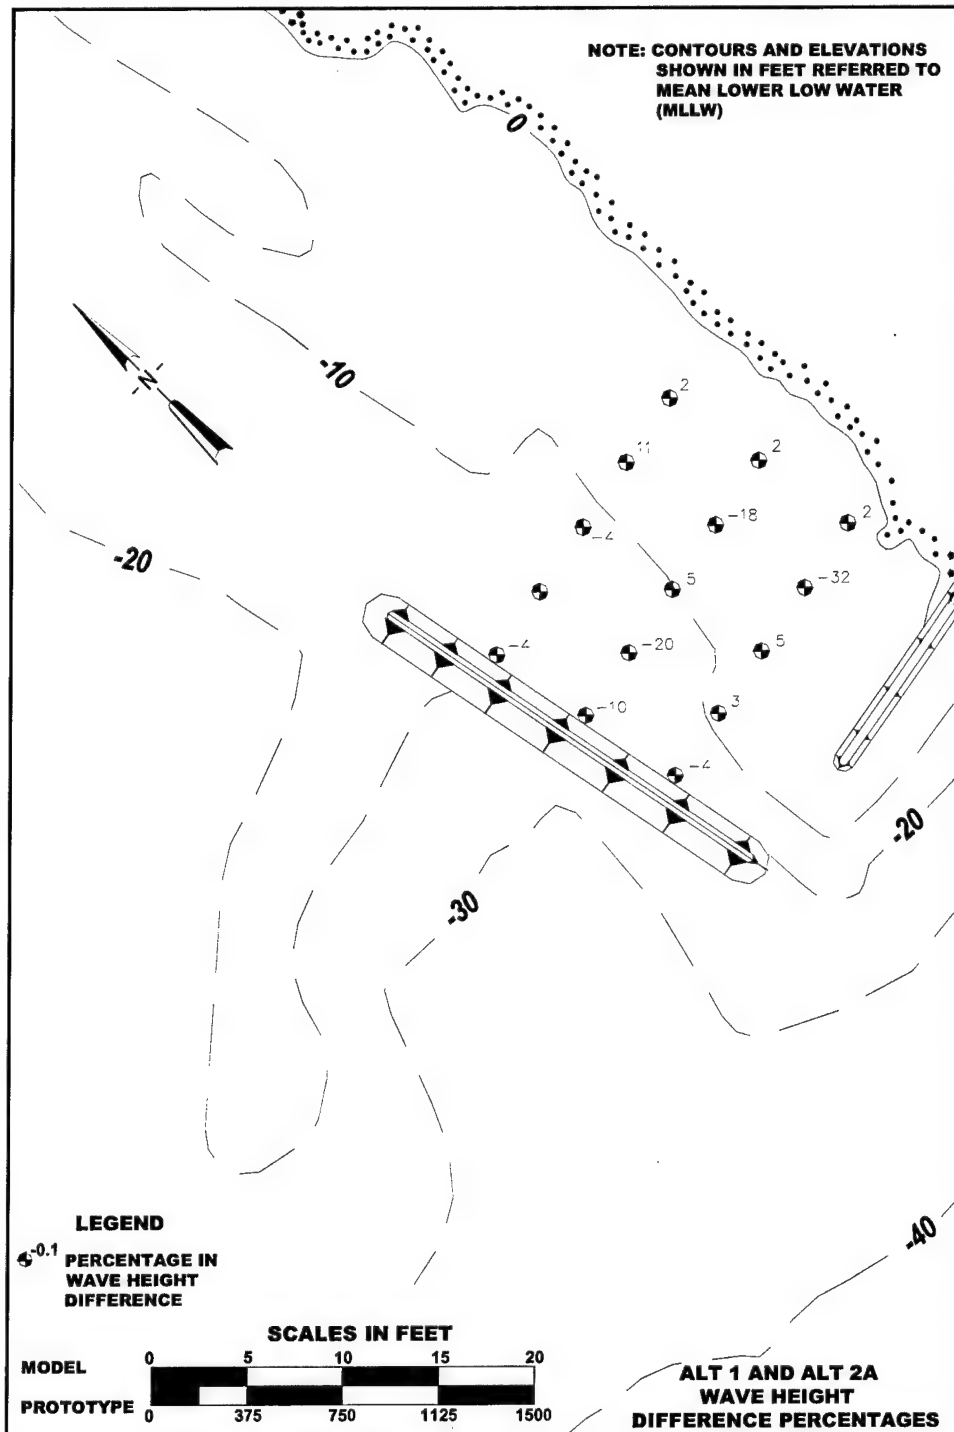 NOTE: CONTOURS AND ELEVATIONS
SHOWN IN FEET REFERRED TO
MEAN LOWER LOW WATER
(MLLW)
0
-10
N
2
11
2
-18
2
-4
-20
5
-32
-4
-20
5
-10
3
-4
-20
-30
-40
LEGEND
-0.1 PERCENTAGE IN
WAVE HEIGHT
DIFFERENCE
SCALES IN FEET
MODEL 0 5 10 15 20
PROTOTYPE 0 375 750 1125 1500
ALT 1 AND ALT 2A
WAVE HEIGHT
DIFFERENCE PERCENTAGES